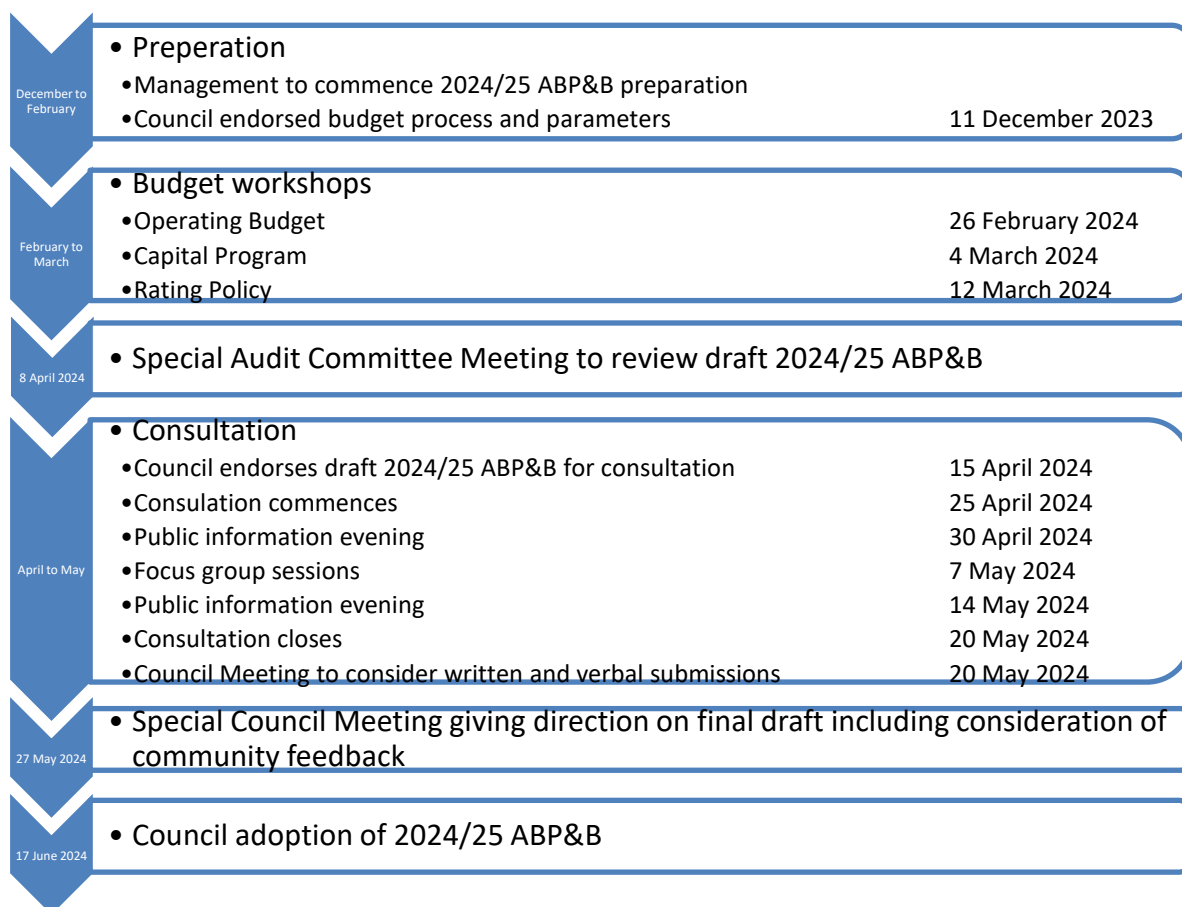 December to
February
• Preperation
•Management to commence 2024/25 ABP&B preparation
•Council endorsed budget process and parameters 11 December 2023
February to
March
• Budget workshops
•Operating Budget 26 February 2024
•Capital Program 4 March 2024
•Rating Policy 12 March 2024
8 April 2024
• Special Audit Committee Meeting to review draft 2024/25 ABP&B
April to May
• Consultation
•Council endorses draft 2024/25 ABP&B for consultation 15 April 2024
•Consulation commences 25 April 2024
•Public information evening 30 April 2024
•Focus group sessions 7 May 2024
•Public information evening 14 May 2024
•Consultation closes 20 May 2024
•Council Meeting to consider written and verbal submissions 20 May 2024
27 May 2024
• Special Council Meeting giving direction on final draft including consideration of
community feedback
17 June 2024
• Council adoption of 2024/25 ABP&B